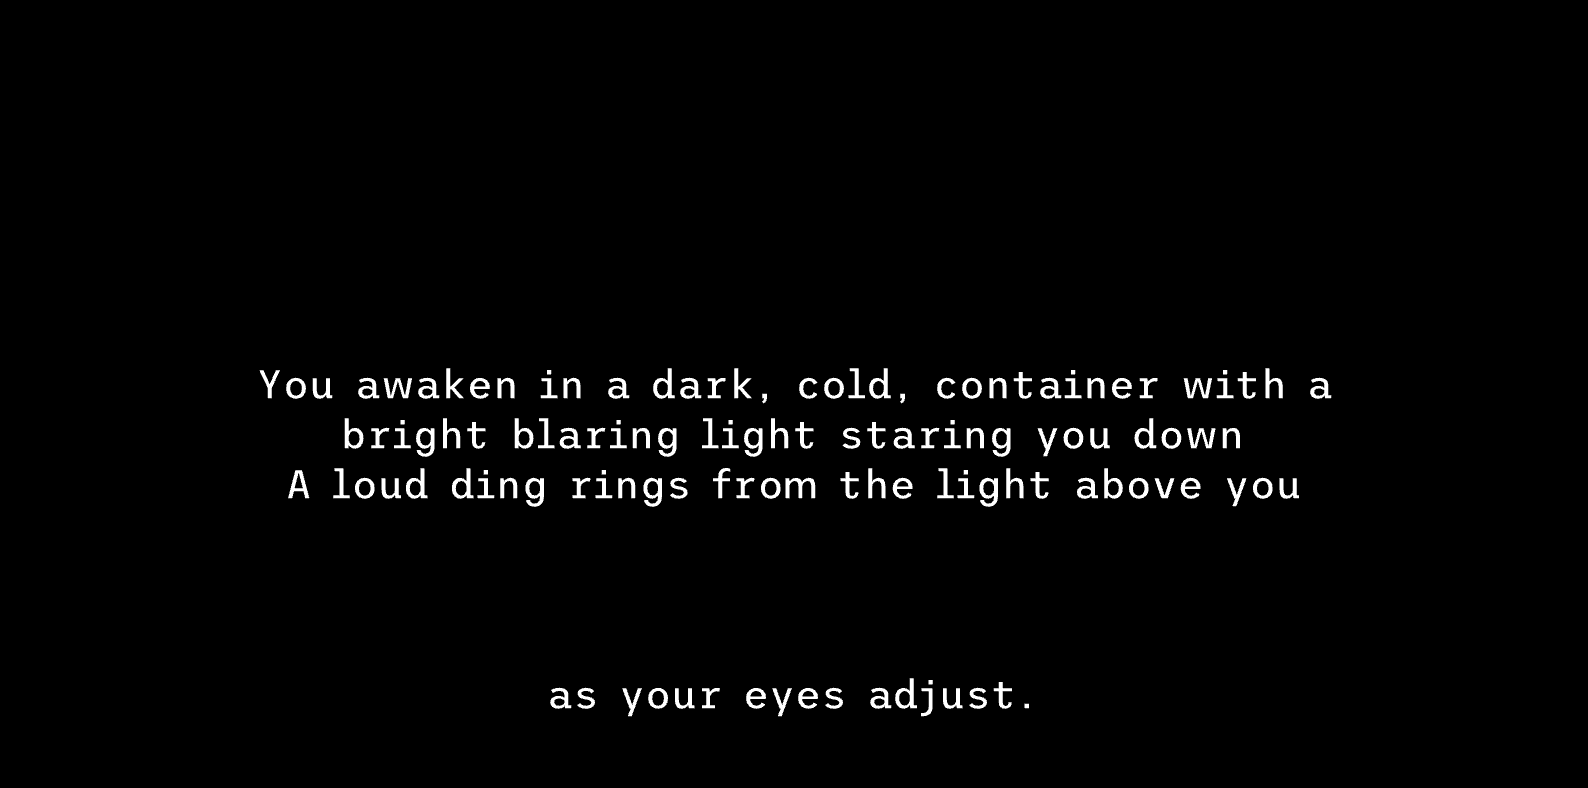 You awaken in a dark, cold, container with a
bright blaring light staring you down
A loud ding rings from the light above you
as your eyes adjust.